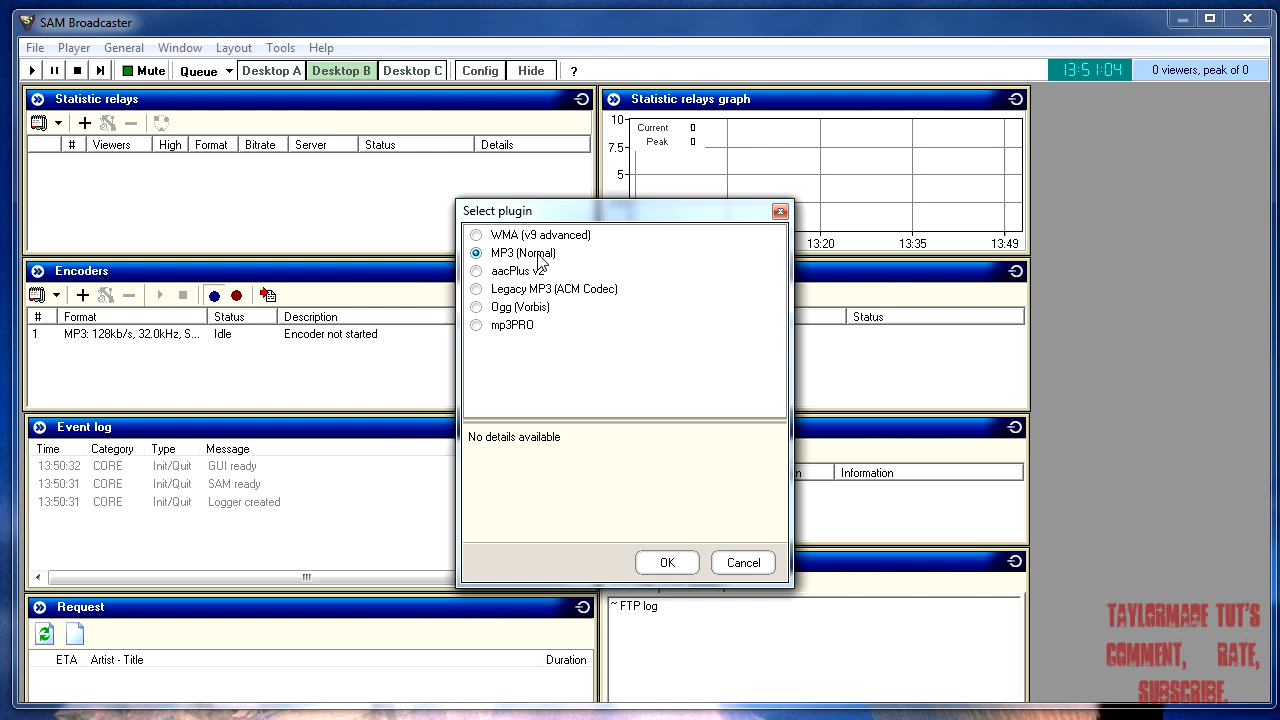 SAM Broadcaster
File Player General Window Layout Tools Help
Mute Queue Desktop A Desktop B Desktop C Config Hide ? 13:51:04 0 viewers, peak of 0
Statistic relays
# Viewers High Format Bitrate Server Status Details
Statistic relays graph
10
7.5
5
Current 0
Peak 0
13:20 13:35 13:49
Select plugin
WMA (v9 advanced)
MP3 (Normal)
aacPlus v2
Legacy MP3 (ACM Codec)
Ogg (Vorbis)
mp3PRO
No details available
OK Cancel
Encoders
# Format Status Description
1 MP3: 128kb/s, 32.0kHz, S... Idle Encoder not started
Status
Event log
Time Category Type Message
13:50:32 CORE Init/Quit GUI ready
13:50:31 CORE Init/Quit SAM ready
13:50:31 CORE Init/Quit Logger created
Information
Request
ETA Artist - Title Duration
~ FTP log
TAYLORMADE TUT'S
COMMENT, RATE,
SUBSCRIBE.